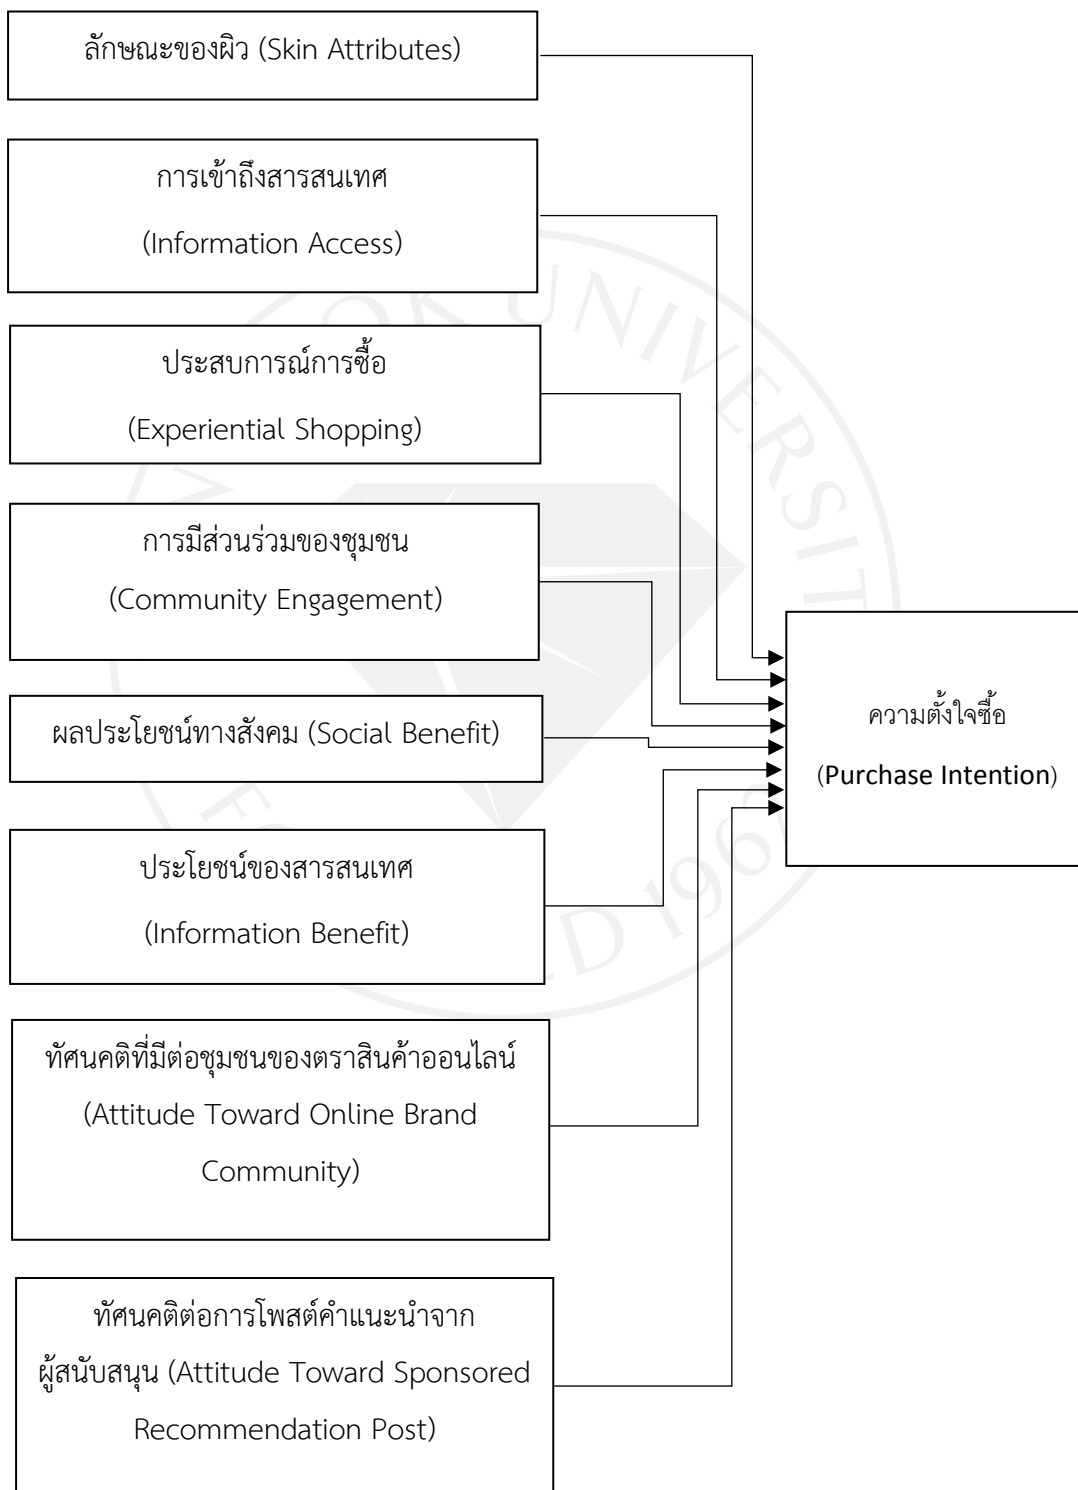 ลักษณะของผิว (Skin Attributes)
การเข้าถึงสารสนเทศ
(Information Access)
ประสบการณ์การซื้อ
(Experiential Shopping)
การมีส่วนร่วมของชุมชน
(Community Engagement)
ผลประโยชน์ทางสังคม (Social Benefit)
ประโยชน์ของสารสนเทศ
(Information Benefit)
ทัศนคติที่มีต่อชุมชนของตราสินค้าออนไลน์
(Attitude Toward Online Brand
Community)
ทัศนคติต่อการโพสต์คำแนะนำจาก
ผู้สนับสนุน (Attitude Toward Sponsored
Recommendation Post)
ความตั้งใจซื้อ
(Purchase Intention)
UNIVERSIT